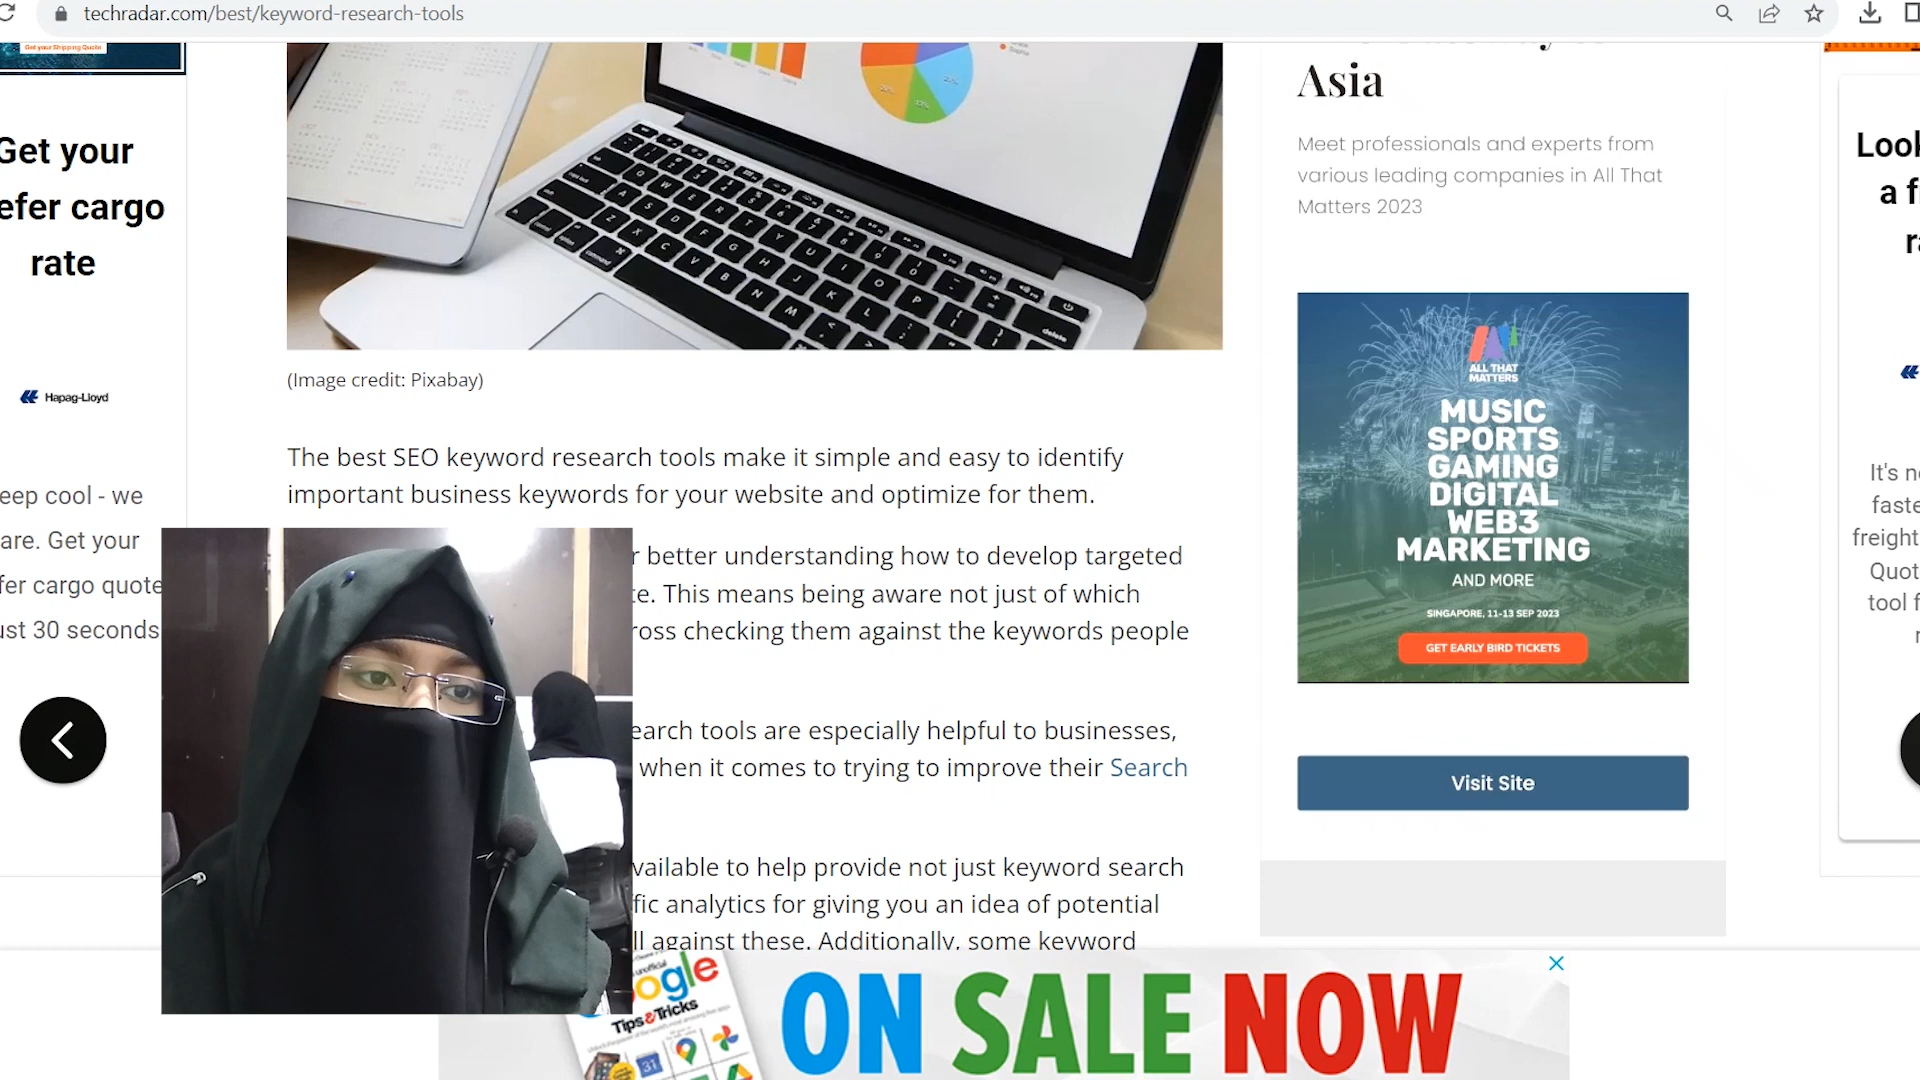 techradar.com/best/keyword-research-tools
Get your Shipping Quote
Get your
efer cargo
rate
Hapag-Lloyd
eep cool - we
are. Get your
fer cargo quote
ust 30 seconds
(Image credit: Pixabay)
The best SEO keyword research tools make it simple and easy to identify
important business keywords for your website and optimize for them.
better understanding how to develop targeted
te. This means being aware not just of which
ross checking them against the keywords people
earch tools are especially helpful to businesses,
when it comes to trying to improve their Search
vailable to help provide not just keyword search
fic analytics for giving you an idea of potential
ll against these. Additionally, some keyword
Asia
Meet professionals and experts from
various leading companies in All That
Matters 2023
ALL THAT
MATTERS
MUSIC
SPORTS
GAMING
DIGITAL
WEB3
MARKETING
AND MORE
SINGAPORE, 11-13 SEP 2023
GET EARLY BIRD TICKETS
Visit Site
Look
a f
ra
It's n
faste
freight
Quot
tool f
unofficial
oogle
Tips&Tricks
31
ON SALE NOW